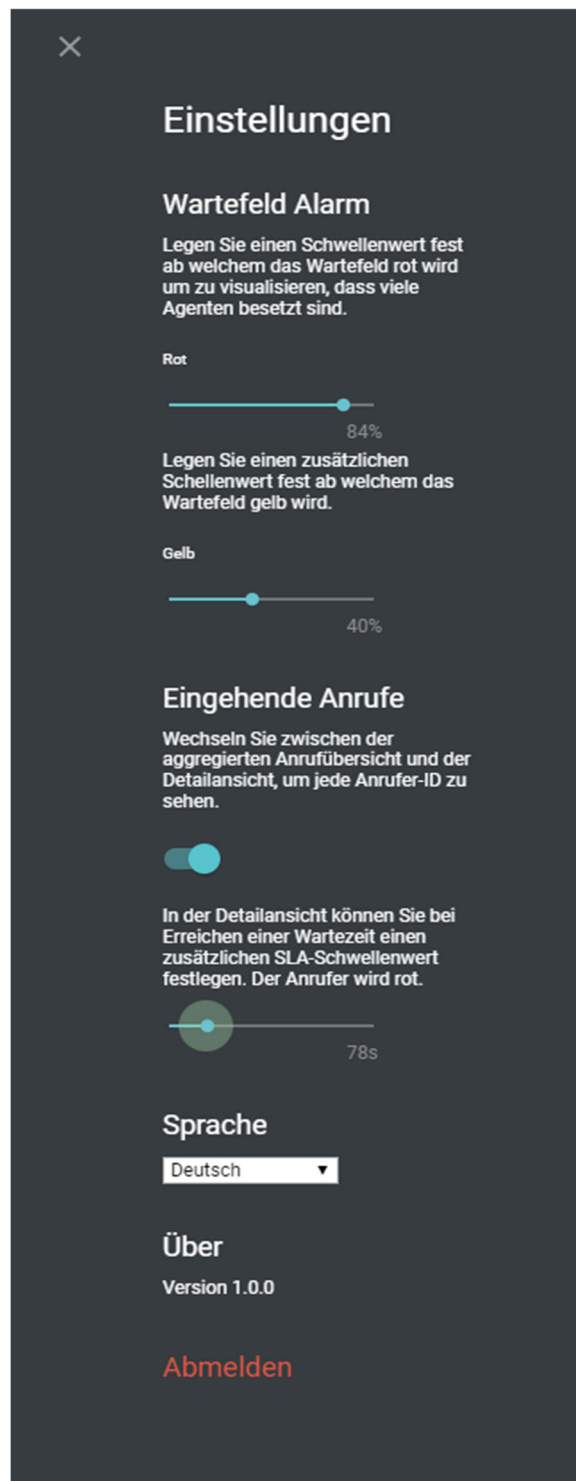 Einstellungen
Wartefeld Alarm
Legen Sie einen Schwellenwert fest
ab welchem das Wartefeld rot wird
um zu visualisieren, dass viele
Agenten besetzt sind.
Rot
84%
Legen Sie einen zusätzlichen
Schellenwert fest ab welchem das
Wartefeld gelb wird.
Gelb
40%
Eingehende Anrufe
Wechseln Sie zwischen der
aggregierten Anrufübersicht und der
Detailansicht, um jede Anrufer-ID zu
sehen.
In der Detailansicht können Sie bei
Erreichen einer Wartezeit einen
zusätzlichen SLA-Schwellenwert
festlegen. Der Anrufer wird rot.
78s
Sprache
Deutsch
Über
Version 1.0.0
Abmelden